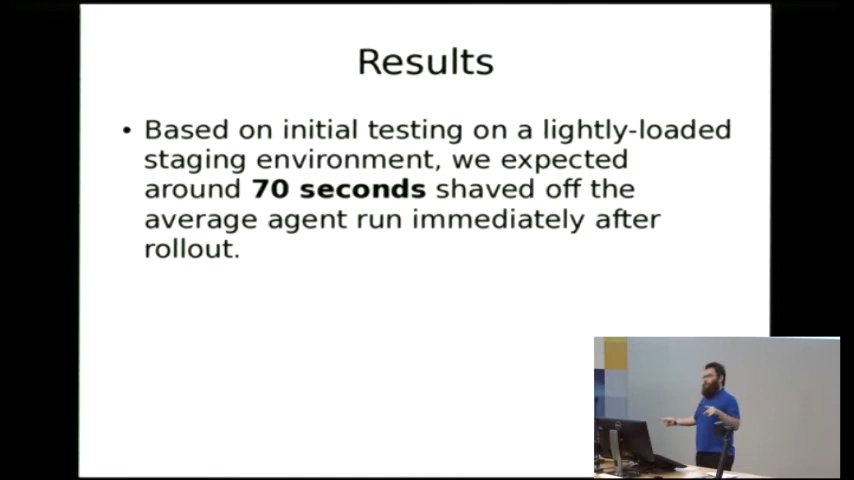 Results
• Based on initial testing on a lightly-loaded
staging environment, we expected
around 70 seconds shaved off the
average agent run immediately after
rollout.